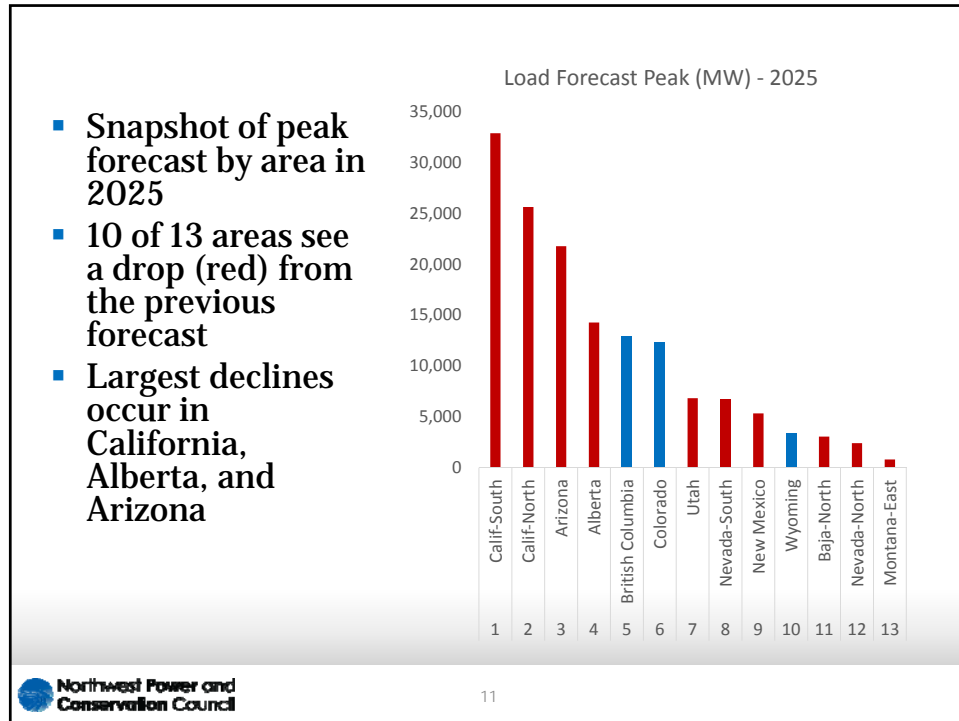 Snapshot of peak
forecast by area in
2025
10 of 13 areas see
a drop (red) from
the previous
forecast
Largest declines
occur in
California,
Alberta, and
Arizona
Load Forecast Peak (MW) - 2025
35,000
30,000
25,000
20,000
15,000
10,000
5,000
0
Calif-South
Calif-North
Arizona
Alberta
British Columbia
Colorado
Utah
Nevada-South
New Mexico
Wyoming
Baja-North
Nevada-North
Montana-East
1 2 3 4 5 6 7 8 9 10 11 12 13
Northwest Power and
Conservation Council
11